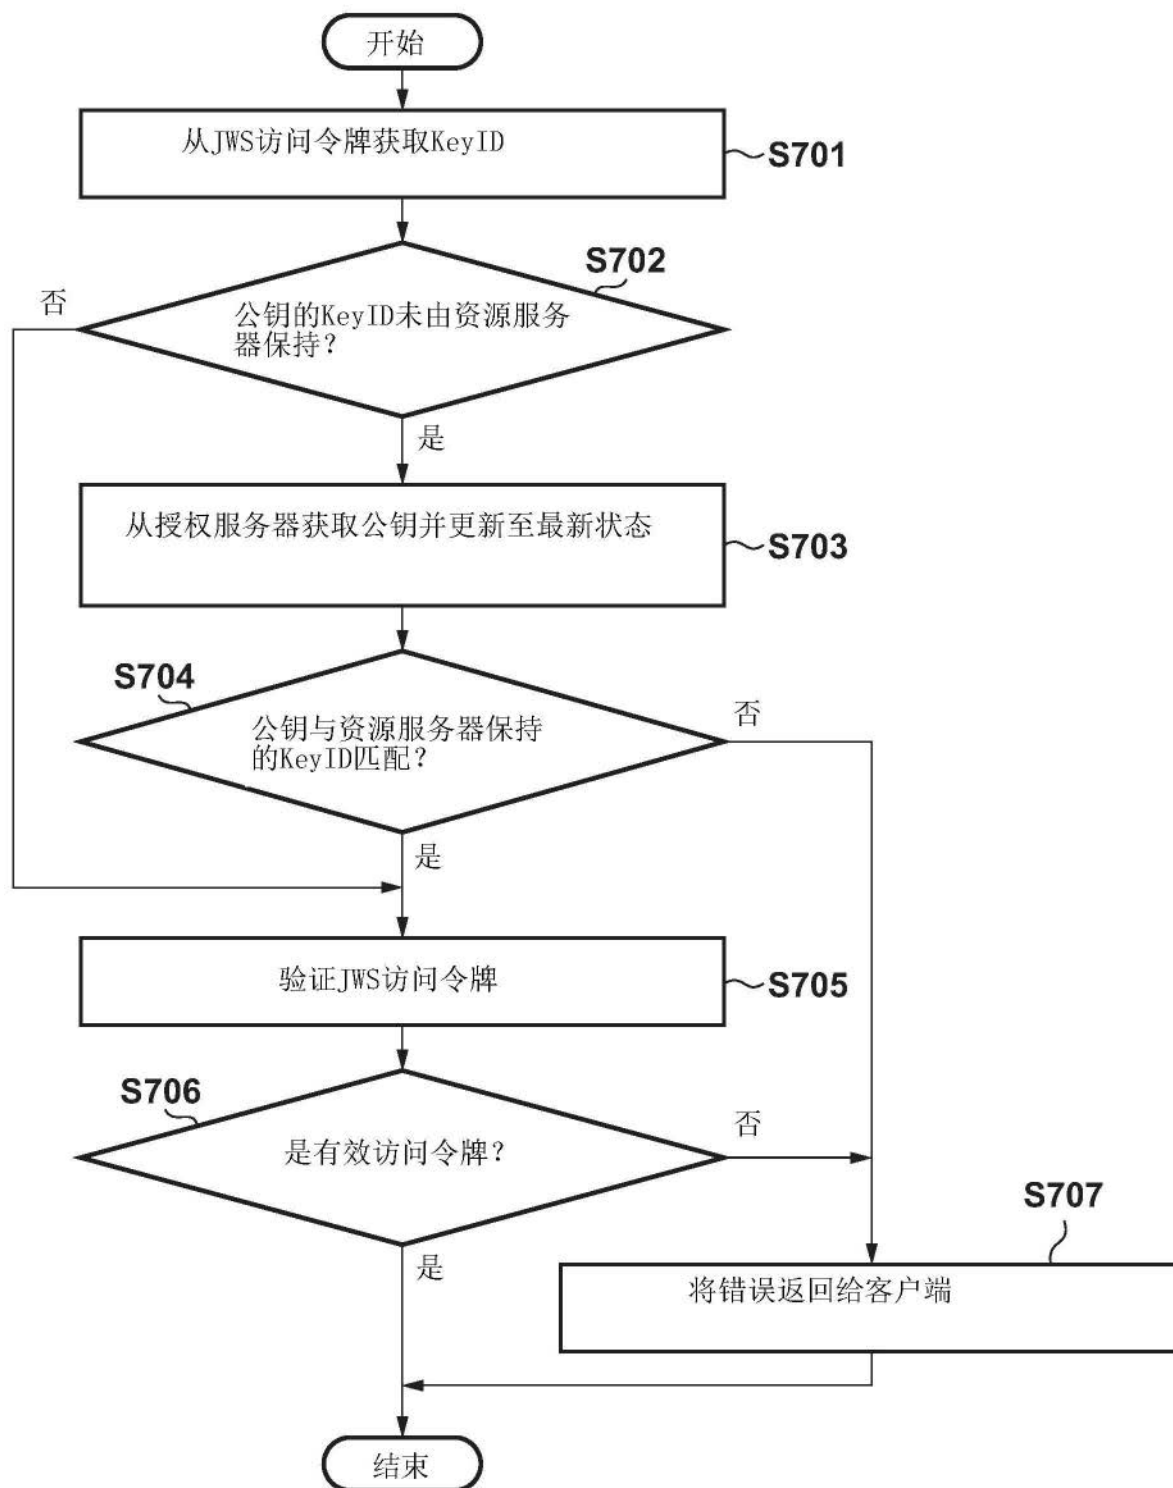 开始
从JWS访问令牌获取KeyID
S701
S702
否
公钥的KeyID未由资源服务
器保持?
是
从授权服务器获取公钥并更新至最新状态
S703
S704
否
公钥与资源服务器保持
的KeyID匹配?
是
验证JWS访问令牌
S705
S706
否
是有效访问令牌?
S707
是
将错误返回给客户端
结束